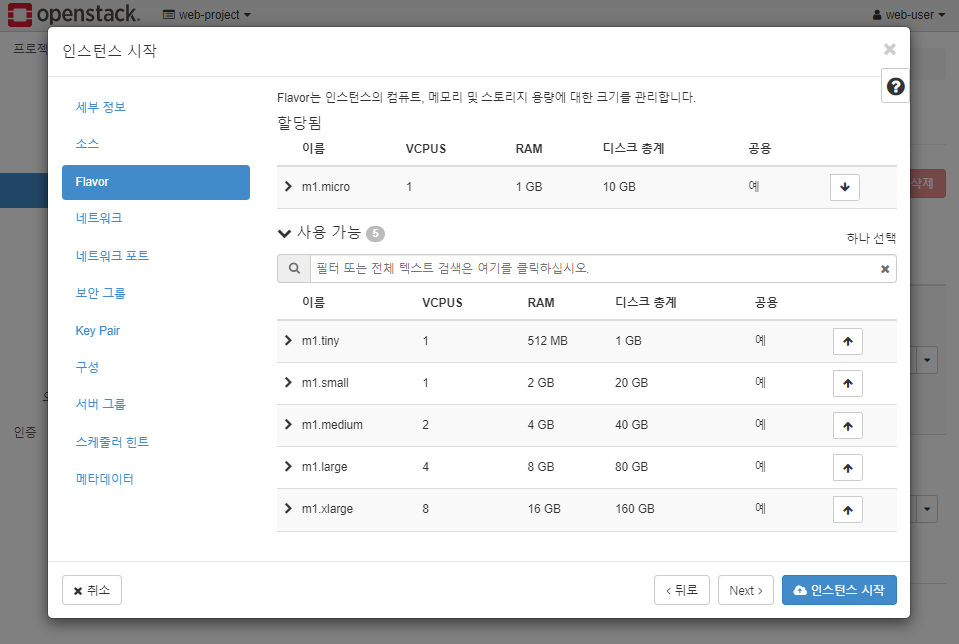 openstack. web-project web-user
프로젝
인스턴스 시작 ×
세부 정보
소스
Flavor
네트워크
네트워크 포트
보안 그룹
Key Pair
구성
서버 그룹
스케줄러 힌트
메타데이터
인증
삭제
?
Flavor는 인스턴스의 컴퓨트, 메모리 및 스토리지 용량에 대한 크기를 관리합니다.
할당됨
이름 VCPUS RAM 디스크 총계 공용
m1.micro 1 1 GB 10 GB 예
사용 가능 5 하나 선택
필터 또는 전체 텍스트 검색은 여기를 클릭하십시오.
이름 VCPUS RAM 디스크 총계 공용
m1.tiny 1 512 MB 1 GB 예
m1.small 1 2 GB 20 GB 예
m1.medium 2 4 GB 40 GB 예
m1.large 4 8 GB 80 GB 예
m1.xlarge 8 16 GB 160 GB 예
× 취소 ‹ 뒤로 Next › 인스턴스 시작